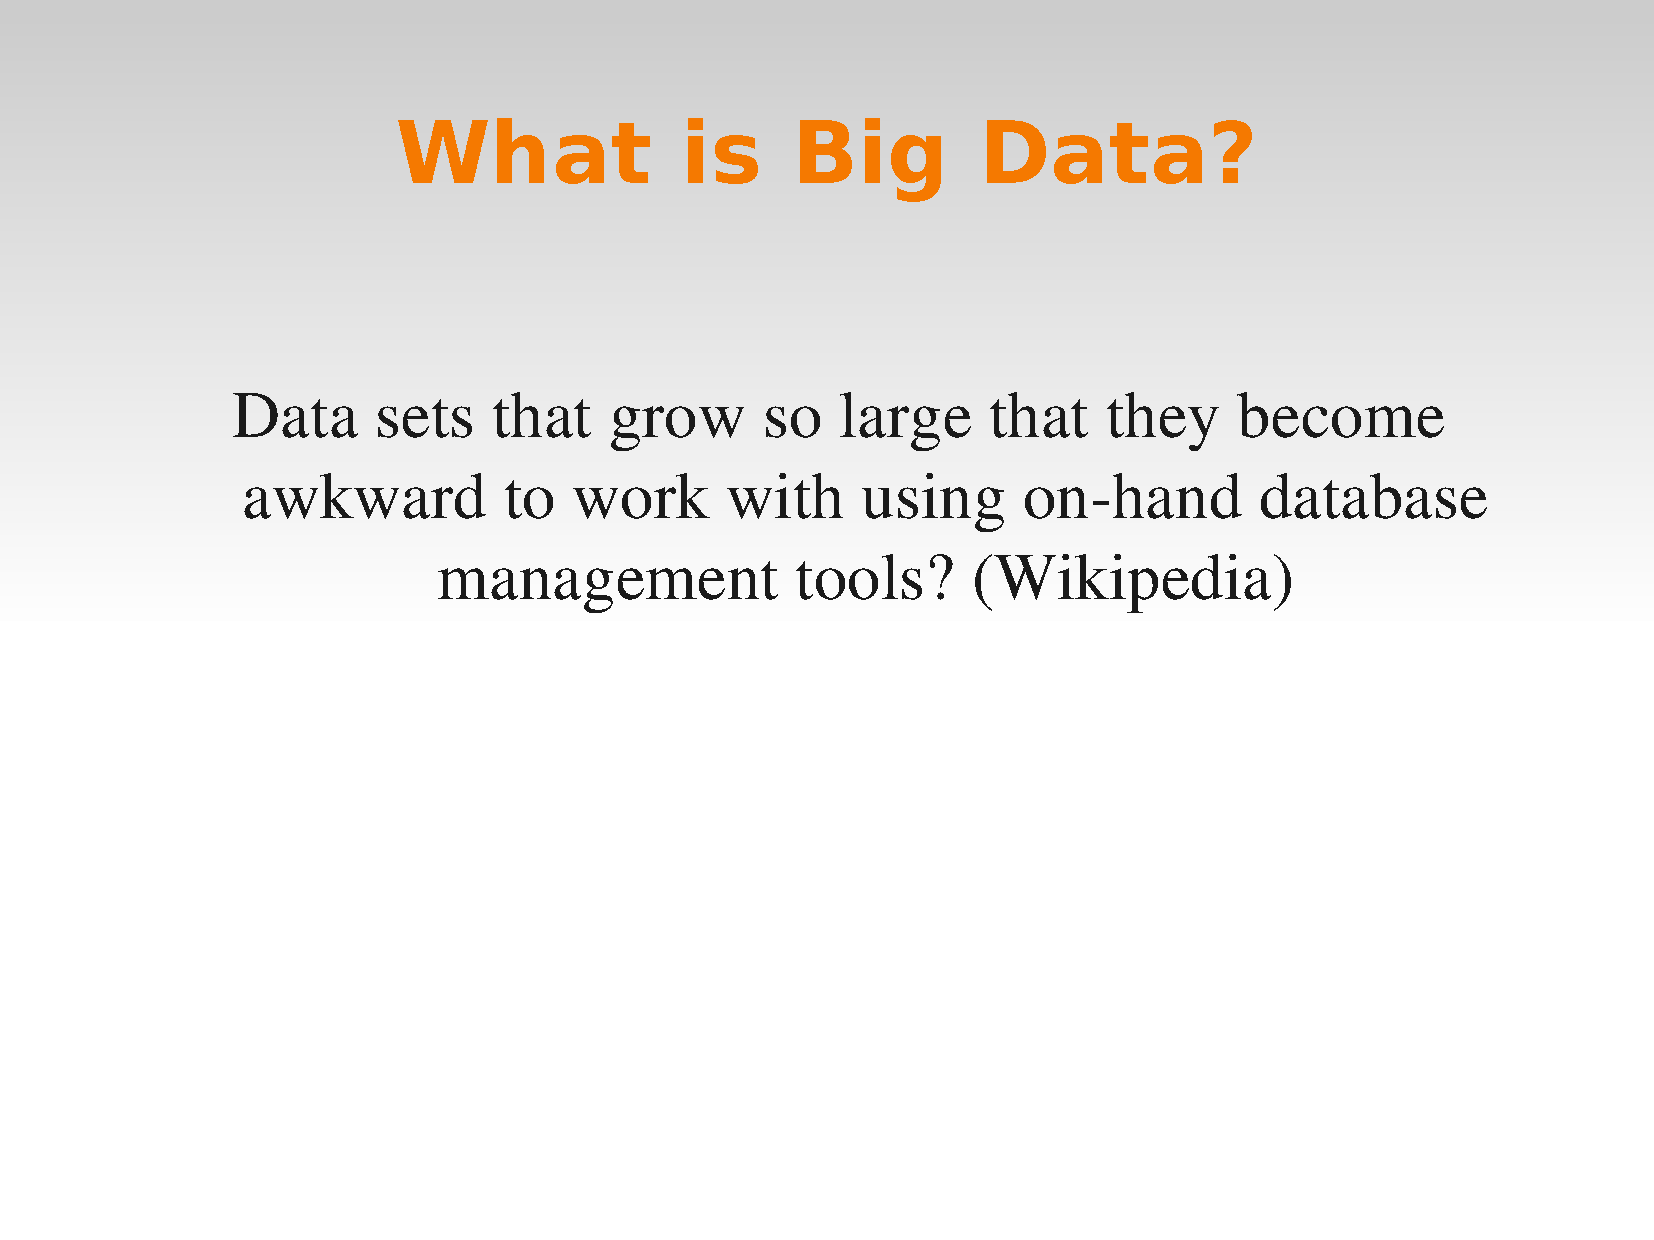 What is Big Data?
Data sets that grow so large that they become
awkward to work with using on-hand database
management tools? (Wikipedia)